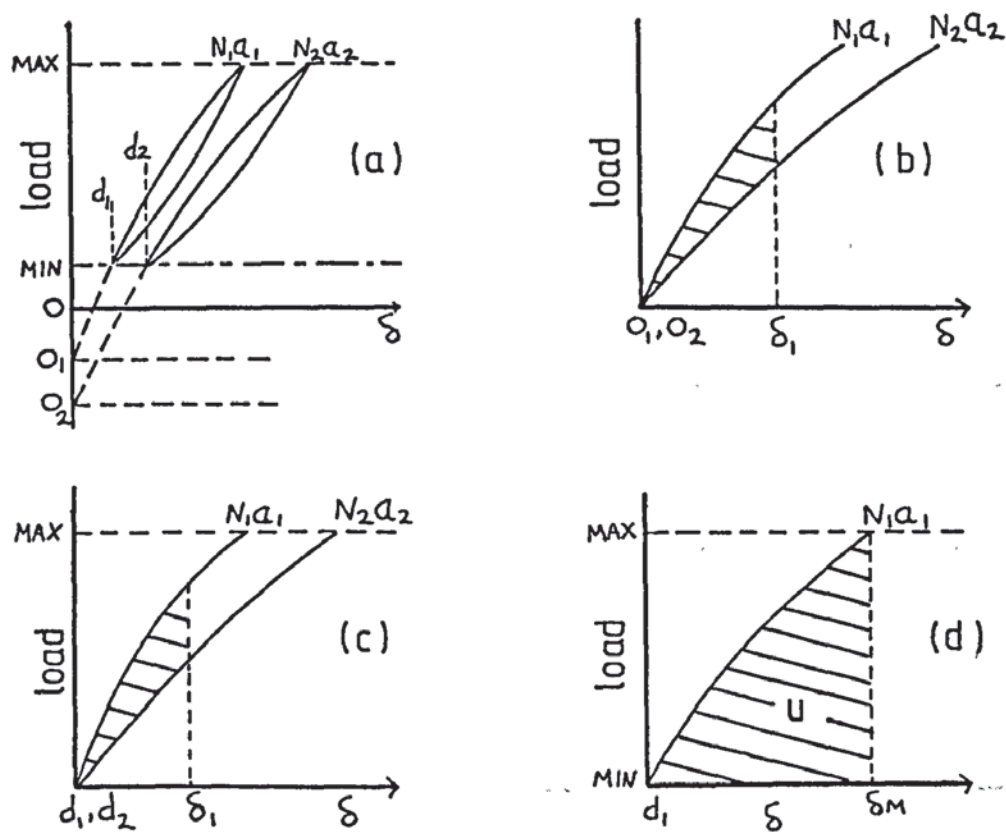 MAX
N₁a₁
N₂a₂
(a)
load
d₁
d₂
MIN
O
δ
O₁
O₂
N₁a₁
N₂a₂
(b)
load
O₁,O₂
δ₁
δ
MAX
N₁a₁
N₂a₂
(c)
load
d₁,d₂
δ₁
δ
MAX
N₁a₁
(d)
load
U
MIN
d₁
δ
δM